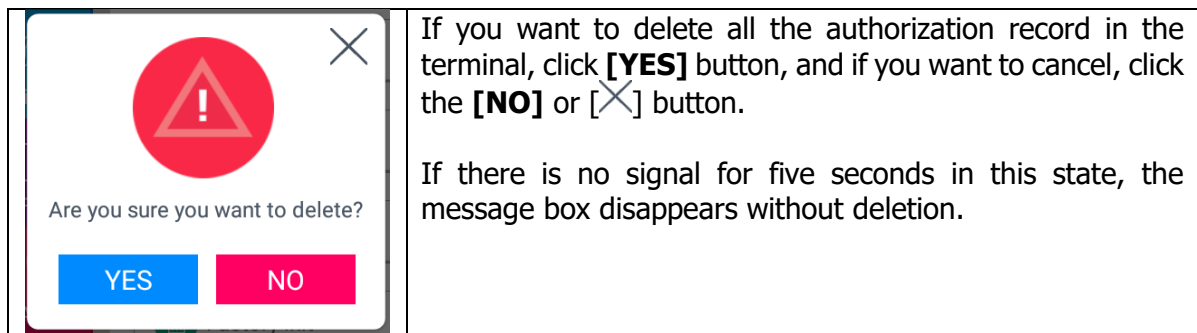 !
Are you sure you want to delete?
YES
NO
If you want to delete all the authorization record in the
terminal, click [YES] button, and if you want to cancel, click
the [NO] or [╳] button.
If there is no signal for five seconds in this state, the
message box disappears without deletion.